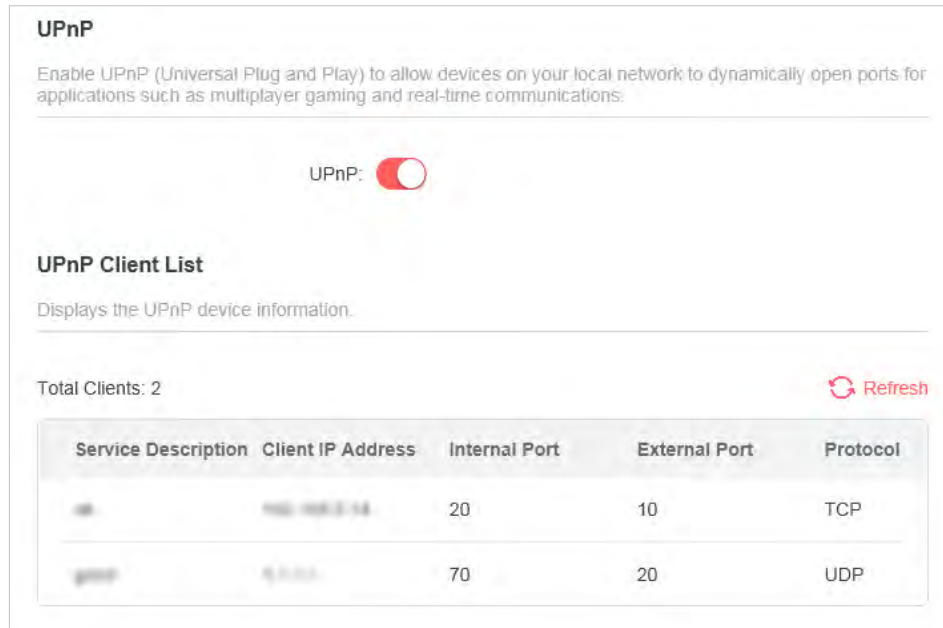 UPnP
Enable UPnP (Universal Plug and Play) to allow devices on your local network to dynamically open ports for
applications such as multiplayer gaming and real-time communications.
UPnP:
UPnP Client List
Displays the UPnP device information.
Total Clients: 2 Refresh
Service Description Client IP Address Internal Port External Port Protocol
20 10 TCP
70 20 UDP